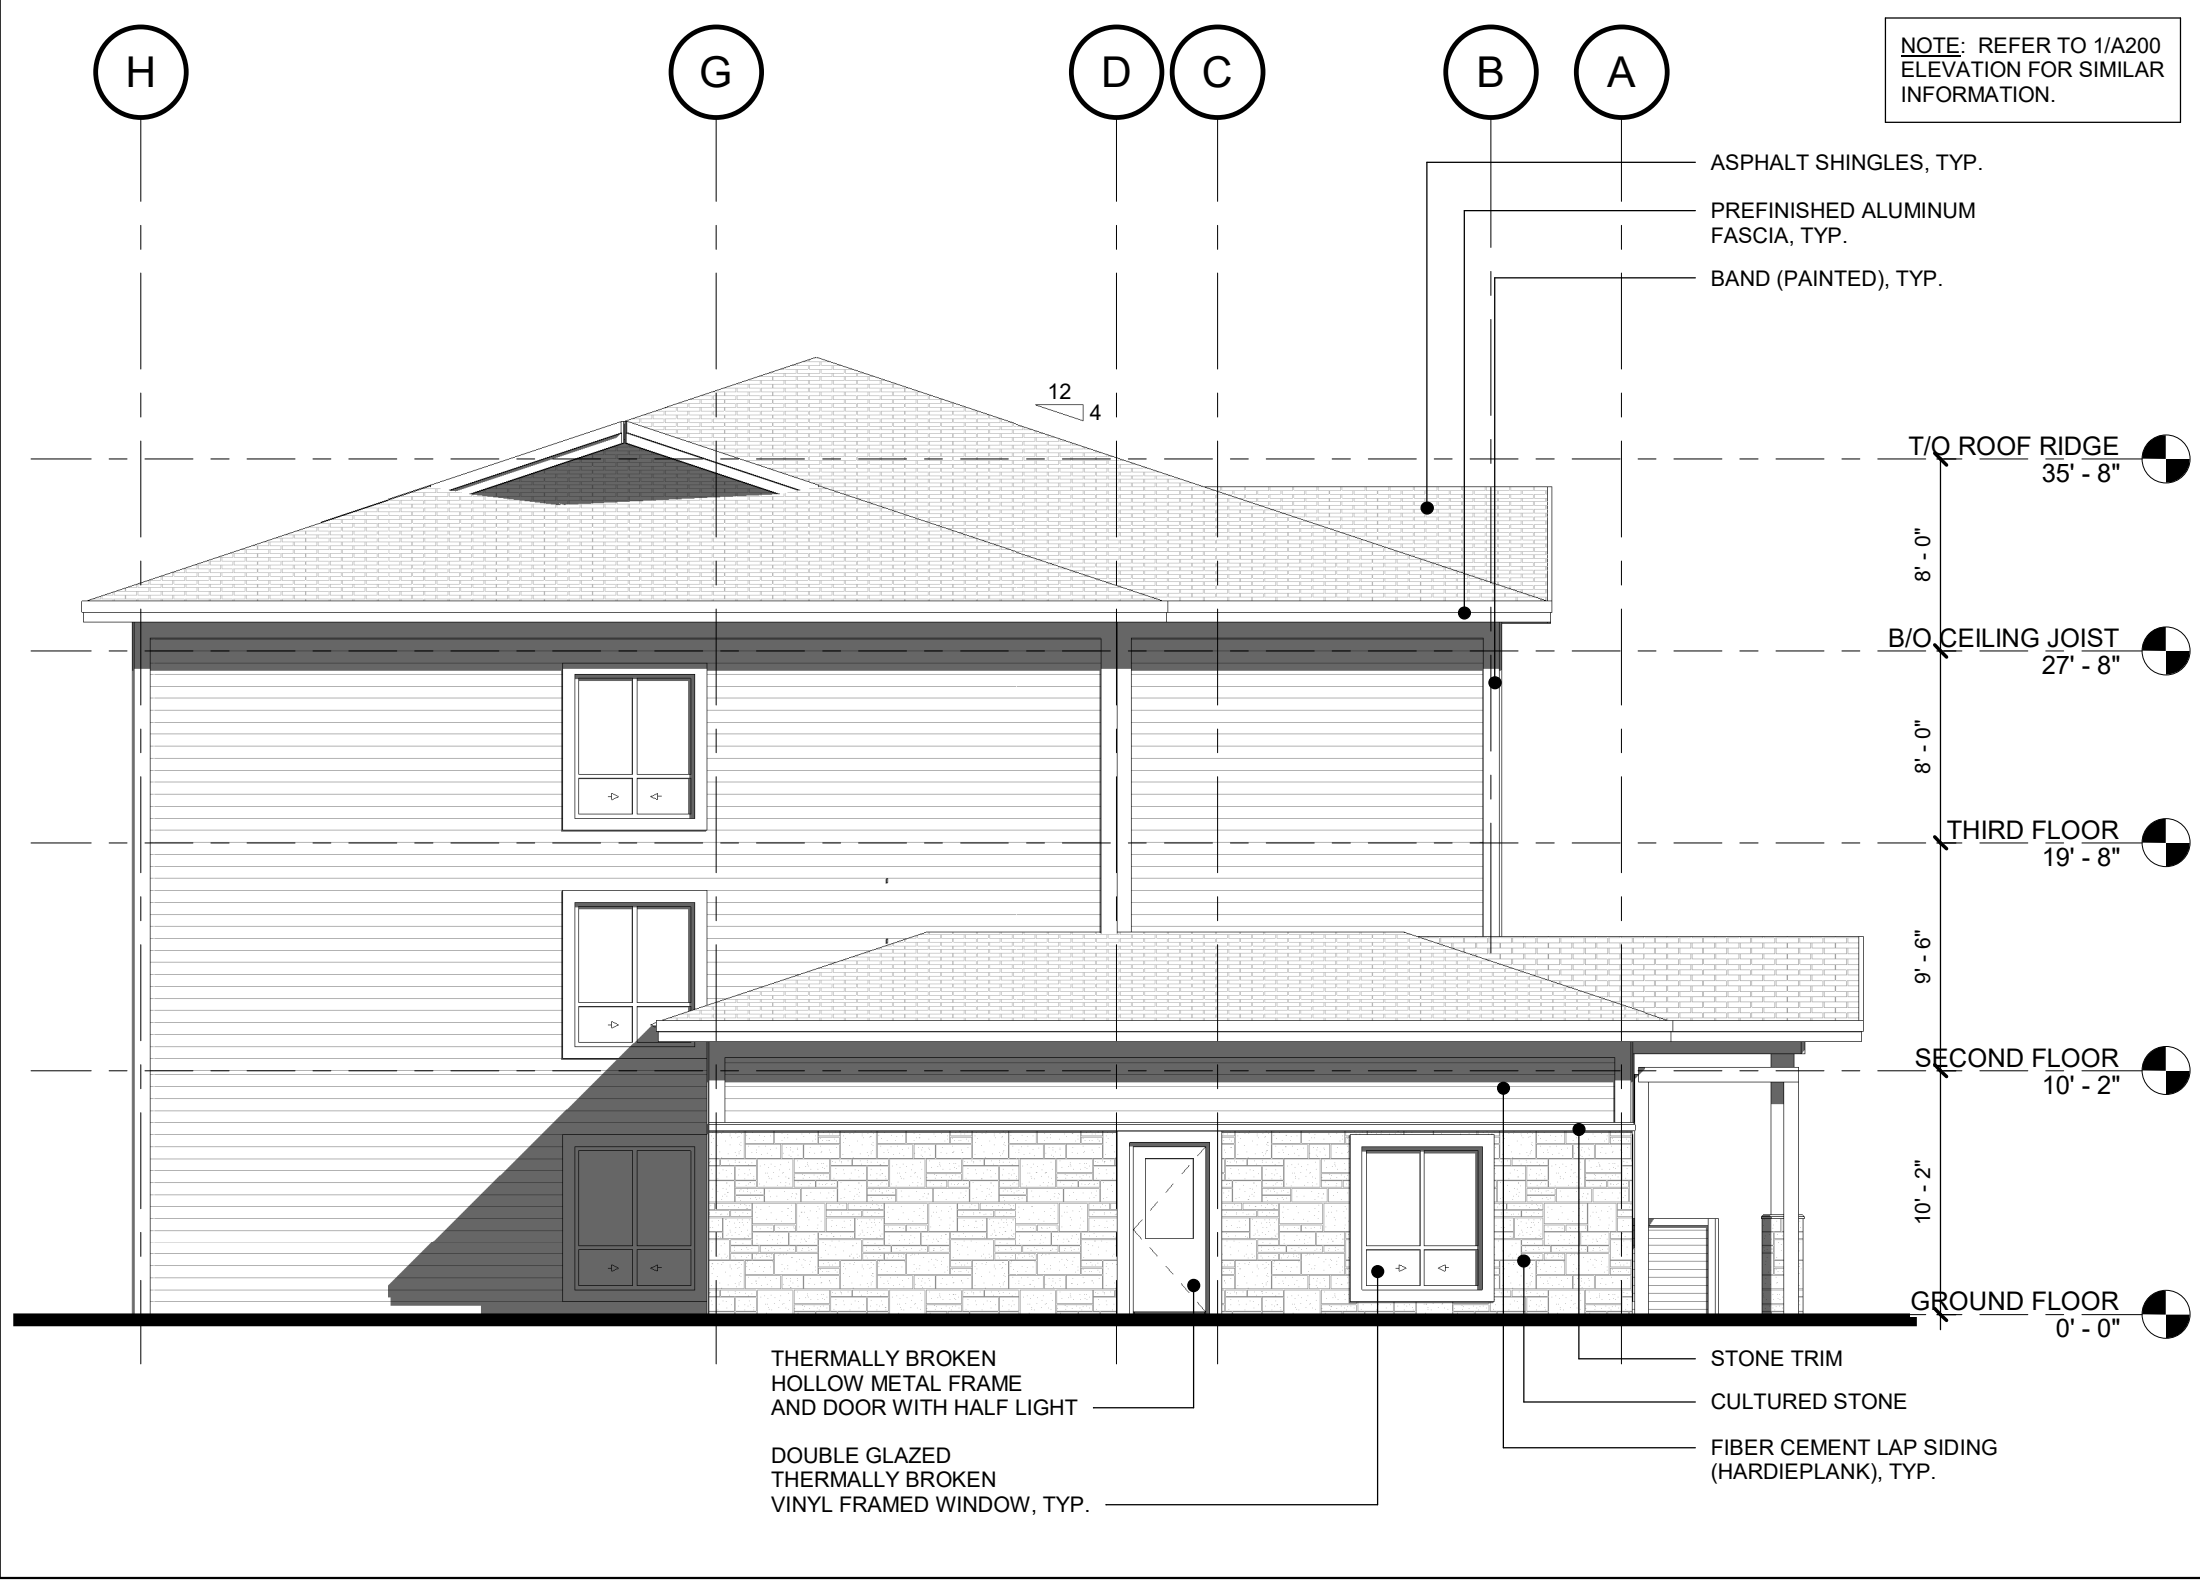 H
G
D
C
B
A
NOTE: REFER TO 1/A200
ELEVATION FOR SIMILAR
INFORMATION.
ASPHALT SHINGLES, TYP.
PREFINISHED ALUMINUM
FASCIA, TYP.
BAND (PAINTED), TYP.
12
4
T/O ROOF RIDGE
35' - 8"
8' - 0"
B/O CEILING JOIST
27' - 8"
8' - 0"
THIRD FLOOR
19' - 8"
9' - 6"
SECOND FLOOR
10' - 2"
10' - 2"
GROUND FLOOR
0' - 0"
THERMALLY BROKEN
HOLLOW METAL FRAME
AND DOOR WITH HALF LIGHT
DOUBLE GLAZED
THERMALLY BROKEN
VINYL FRAMED WINDOW, TYP.
STONE TRIM
CULTURED STONE
FIBER CEMENT LAP SIDING
(HARDIEPLANK), TYP.